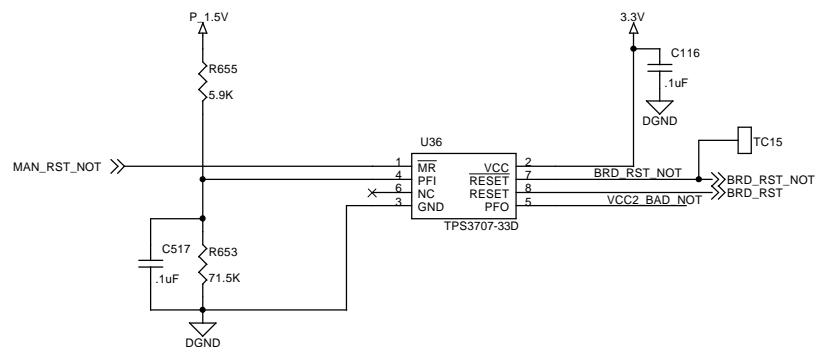 P_1.5V
3.3V
R655
5.9K
C116
.1uF
DGND
U36
MAN_RST_NOT
1 MR VCC 2
4 PFI RESET 7
6 NC RESET 8
3 GND PFO 5
TPS3707-33D
TC15
BRD_RST_NOT
BRD_RST_NOT
BRD_RST
VCC2_BAD_NOT
C517
.1uF
R653
71.5K
DGND